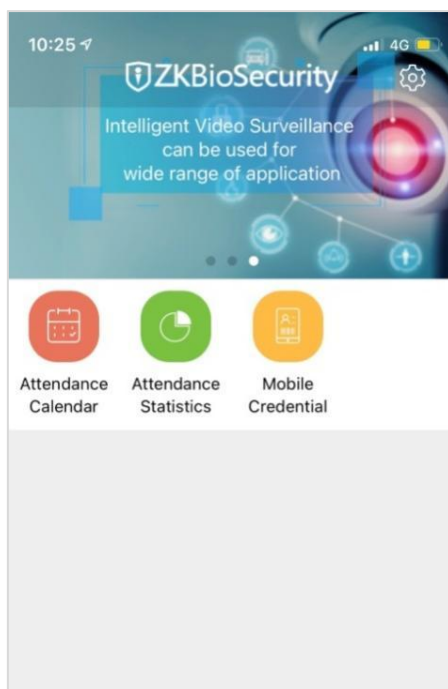 10:25
4G
ZKBioSecurity
Intelligent Video Surveillance
can be used for
wide range of application
Attendance
Calendar
Attendance
Statistics
Mobile
Credential